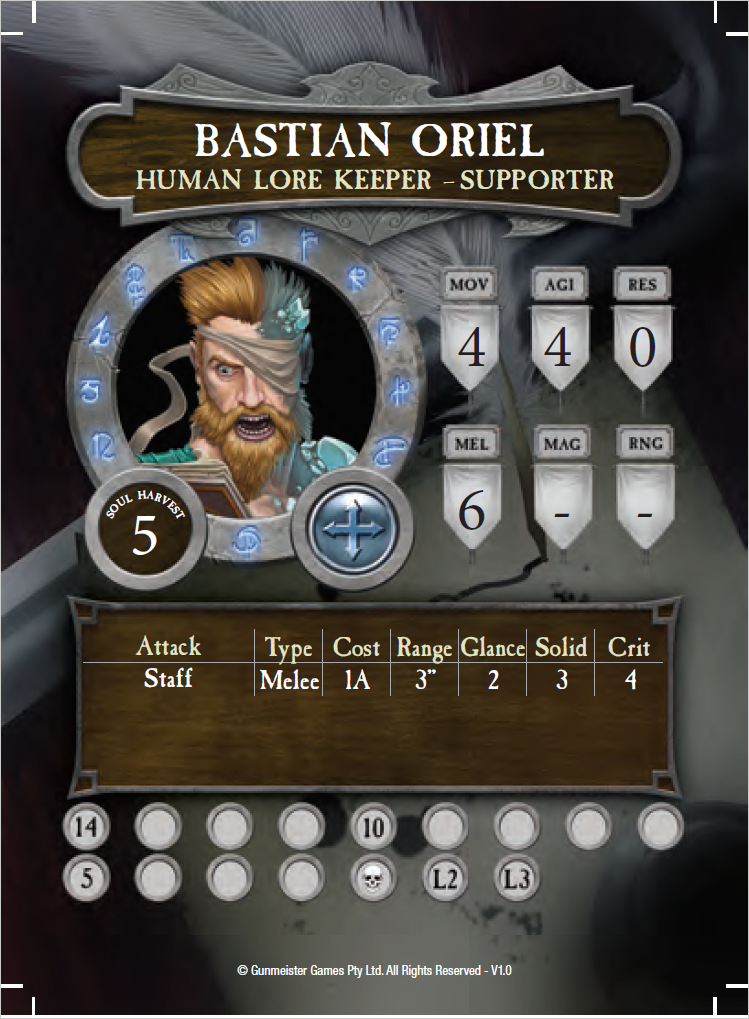 BASTIAN ORIEL
HUMAN LORE KEEPER – SUPPORTER
MOV AGI RES
4 4 0
MEL MAG RNG
6 - -
SOUL HARVEST
5
Attack Type Cost Range Glance Solid Crit
Staff Melee 1A 3” 2 3 4
14 10
5 L2 L3
© Gunmeister Games Pty Ltd. All Rights Reserved - V1.0